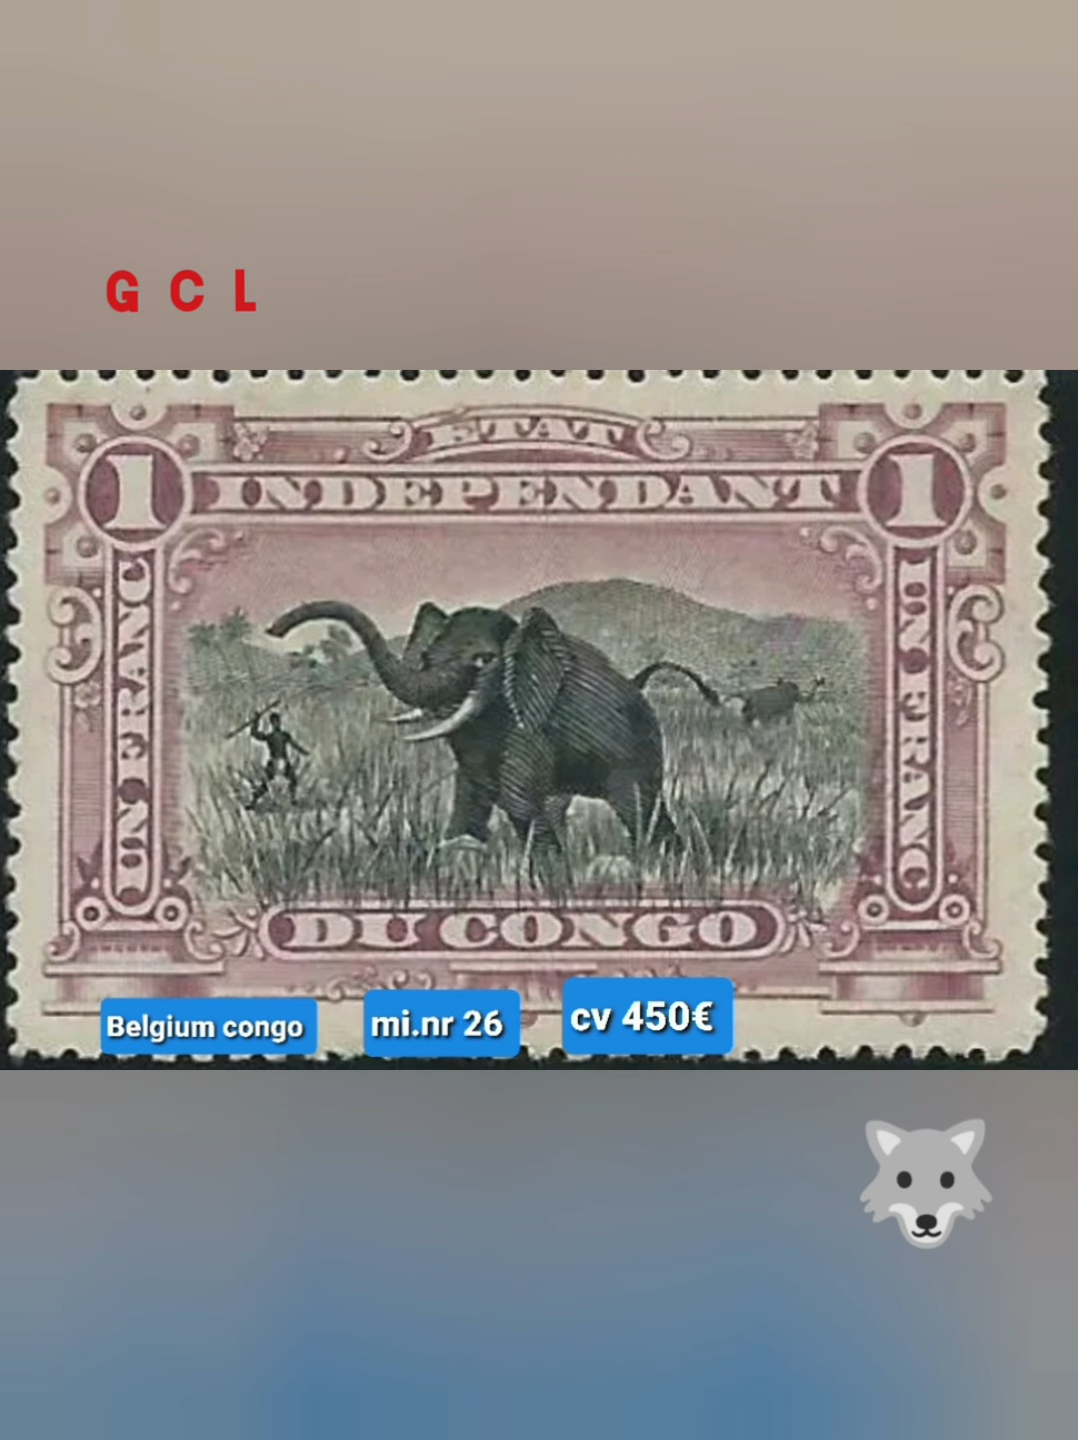 G C L
ETAT
1 INDEPENDANT 1
UN FRANC
UN FRANC
DU CONGO
Belgium congo
mi.nr 26
cv 450€